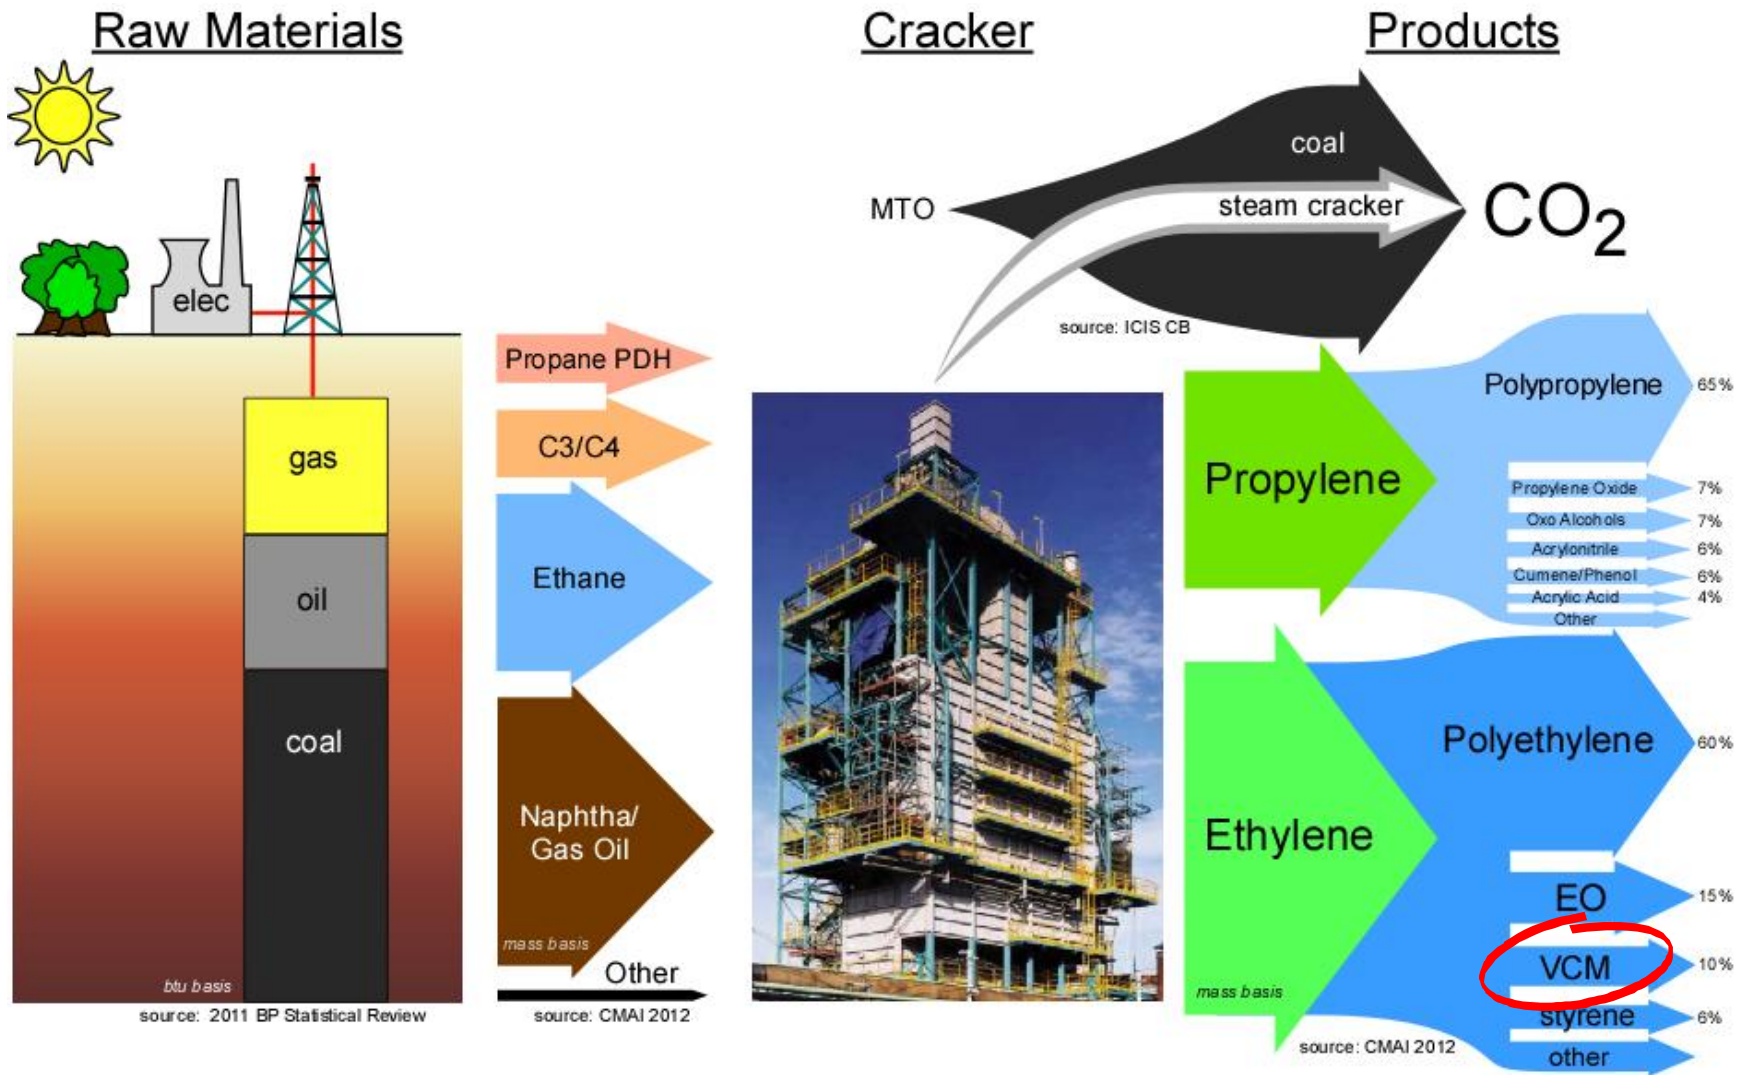 Raw Materials
Cracker
Products
coal
MTO
steam cracker
CO2
elec
source: ICIS CB
Propane PDH
C3/C4
Ethane
Naphtha/
Gas Oil
mass basis
Other
source: CMAI 2012
gas
oil
coal
btu basis
source: 2011 BP Statistical Review
Propylene
Polypropylene
65%
Propylene Oxide
7%
Oxo Alcohols
7%
Acrylonitrile
6%
Cumene/Phenol
6%
Acrylic Acid
4%
Other
Ethylene
mass basis
Polyethylene
60%
EO
15%
VCM
10%
styrene
6%
other
source: CMAI 2012